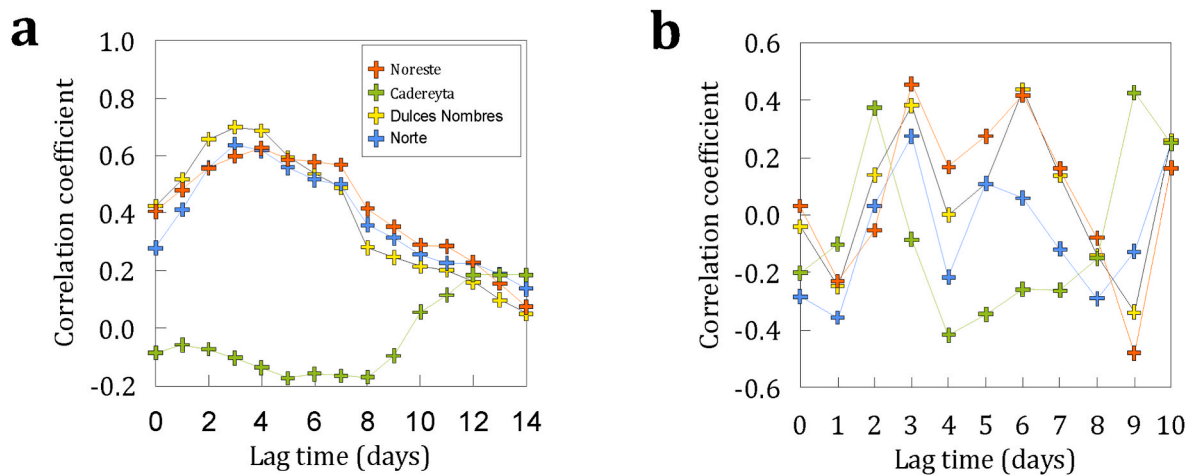 a
Correlation coefficient
1.0
0.8
0.6
0.4
0.2
0.0
-0.2
Noreste
Cadereyta
Dulces Nombres
Norte
0 2 4 6 8 10 12 14
Lag time (days)
b
Correlation coefficient
0.6
0.4
0.2
0.0
-0.2
-0.4
-0.6
0 1 2 3 4 5 6 7 8 9 10
Lag time (days)